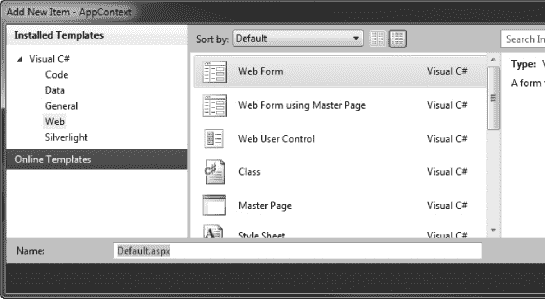 Add New Item - AppContext
Installed Templates
Sort by: Default
Search In
Visual C#
Code
Data
General
Web
Silverlight
Online Templates
Web Form Visual C#
Web Form using Master Page Visual C#
Web User Control Visual C#
Class Visual C#
Master Page Visual C#
Style Sheet Visual C#
Type: V
A form
Name: Default.aspx